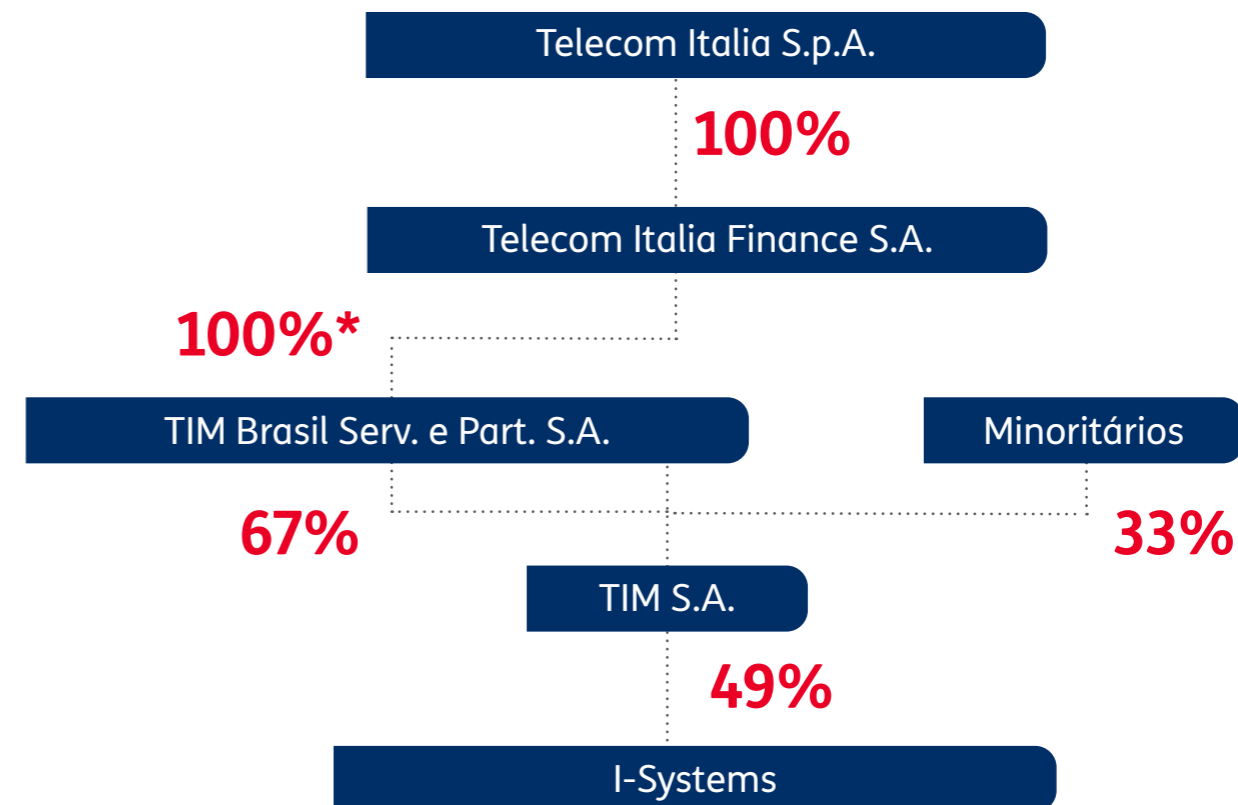 Telecom Italia S.p.A.
100%
Telecom Italia Finance S.A.
100%*
TIM Brasil Serv. e Part. S.A.
Minoritários
67%
33%
TIM S.A.
49%
I-Systems